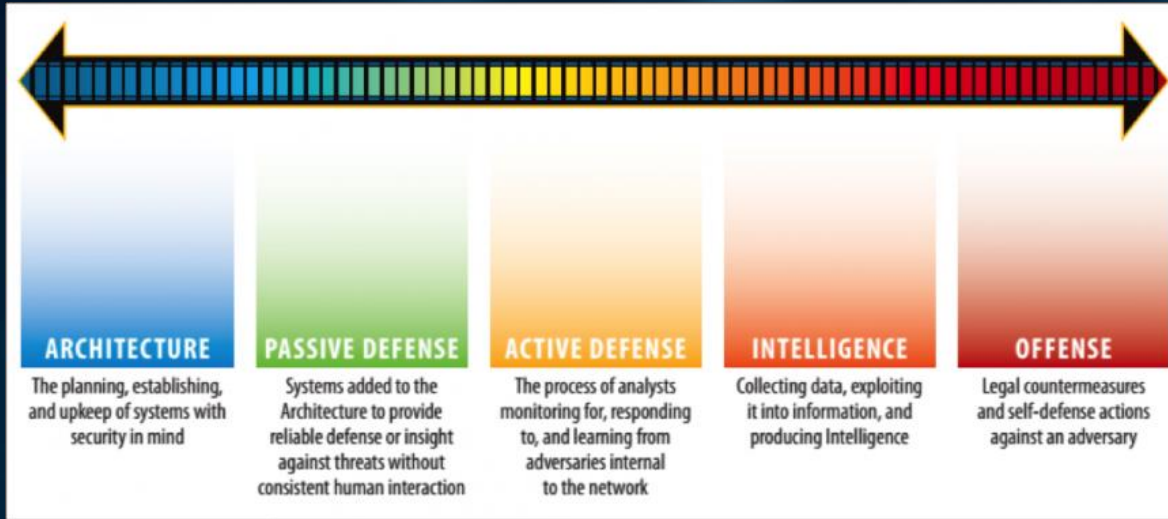 ARCHITECTURE
The planning, establishing,
and upkeep of systems with
security in mind
PASSIVE DEFENSE
Systems added to the
Architecture to provide
reliable defense or insight
against threats without
consistent human interaction
ACTIVE DEFENSE
The process of analysts
monitoring for, responding
to, and learning from
adversaries internal
to the network
INTELLIGENCE
Collecting data, exploiting
it into information, and
producing Intelligence
OFFENSE
Legal countermeasures
and self-defense actions
against an adversary